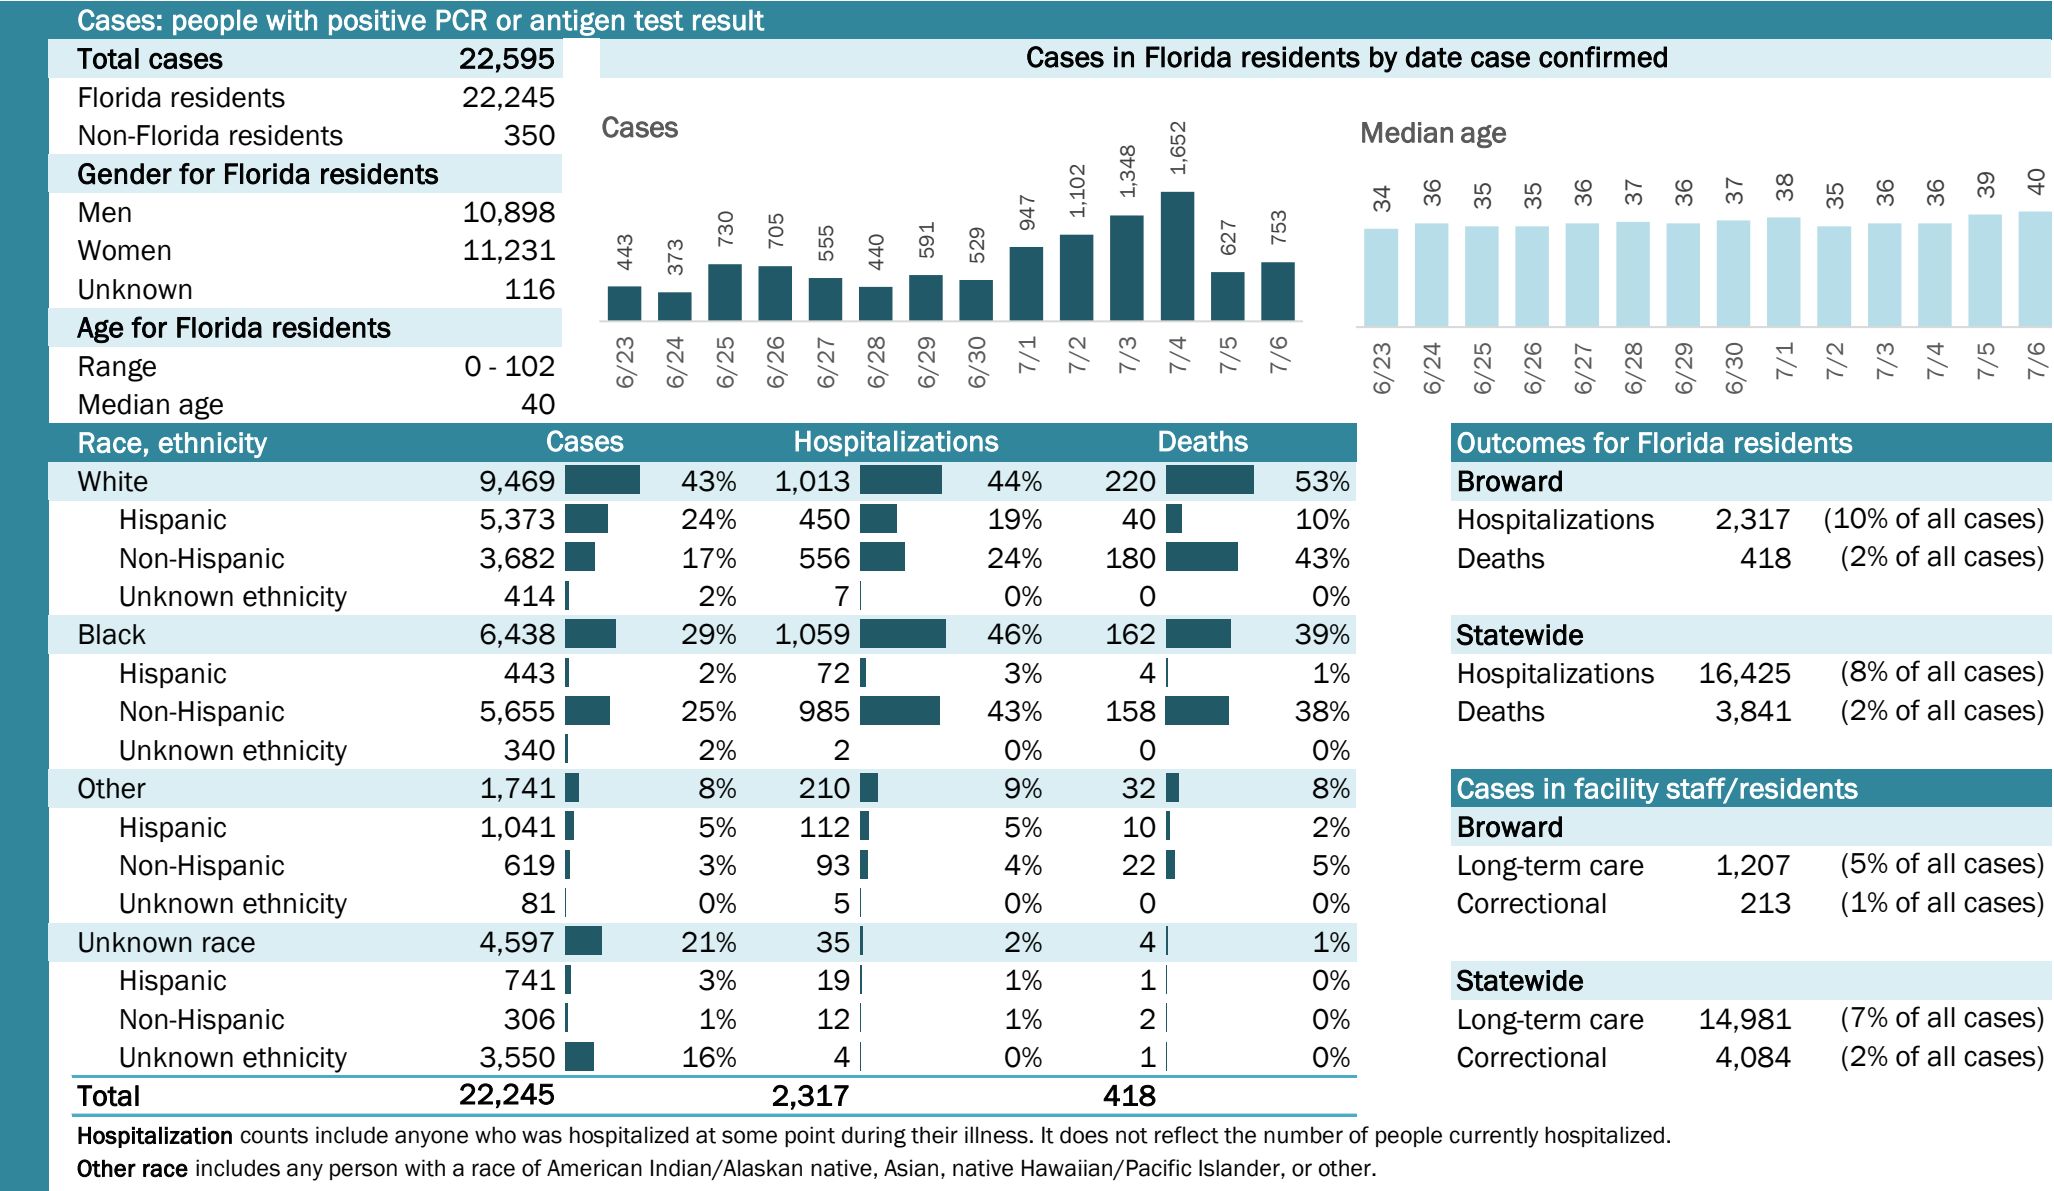 Cases: people with positive PCR or antigen test result
Total cases 22,595
Florida residents 22,245
Non-Florida residents 350
Gender for Florida residents
Men 10,898
Women 11,231
Unknown 116
Age for Florida residents
Range 0 - 102
Median age 40
Cases in Florida residents by date case confirmed
Cases
443 373 730 705 555 440 591 529 947 1,102 1,348 1,652 627 753
6/23 6/24 6/25 6/26 6/27 6/28 6/29 6/30 7/1 7/2 7/3 7/4 7/5 7/6
Median age
34 36 35 35 36 37 36 37 38 35 36 36 39 40
6/23 6/24 6/25 6/26 6/27 6/28 6/29 6/30 7/1 7/2 7/3 7/4 7/5 7/6
Race, ethnicity Cases Hospitalizations Deaths
White 9,469 43% 1,013 44% 220 53%
Hispanic 5,373 24% 450 19% 40 10%
Non-Hispanic 3,682 17% 556 24% 180 43%
Unknown ethnicity 414 2% 7 0% 0 0%
Black 6,438 29% 1,059 46% 162 39%
Hispanic 443 2% 72 3% 4 1%
Non-Hispanic 5,655 25% 985 43% 158 38%
Unknown ethnicity 340 2% 2 0% 0 0%
Other 1,741 8% 210 9% 32 8%
Hispanic 1,041 5% 112 5% 10 2%
Non-Hispanic 619 3% 93 4% 22 5%
Unknown ethnicity 81 0% 5 0% 0 0%
Unknown race 4,597 21% 35 2% 4 1%
Hispanic 741 3% 19 1% 1 0%
Non-Hispanic 306 1% 12 1% 2 0%
Unknown ethnicity 3,550 16% 4 0% 1 0%
Total 22,245 2,317 418
Outcomes for Florida residents
Broward
Hospitalizations 2,317 (10% of all cases)
Deaths 418 (2% of all cases)
Statewide
Hospitalizations 16,425 (8% of all cases)
Deaths 3,841 (2% of all cases)
Cases in facility staff/residents
Broward
Long-term care 1,207 (5% of all cases)
Correctional 213 (1% of all cases)
Statewide
Long-term care 14,981 (7% of all cases)
Correctional 4,084 (2% of all cases)
Hospitalization counts include anyone who was hospitalized at some point during their illness. It does not reflect the number of people currently hospitalized.
Other race includes any person with a race of American Indian/Alaskan native, Asian, native Hawaiian/Pacific Islander, or other.